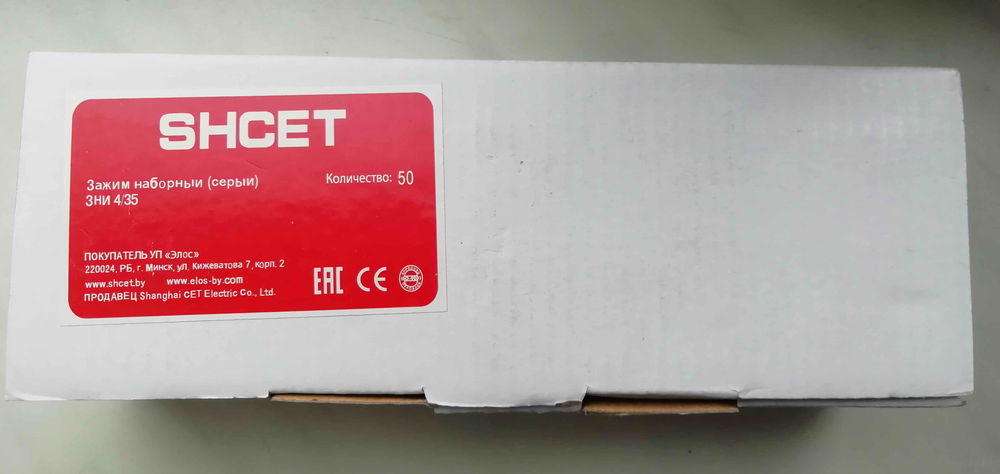 SHCET
Зажим наборный (серый)
ЗНИ 4/35
Количество: 50
ПОКУПАТЕЛЬ УП «Элос»
220024, РБ, г. Минск, ул. Кижеватова 7, корп. 2
www.shcet.by www.elos-by.com
ПРОДАВЕЦ Shanghai CET Electric Co., Ltd.
EAC CE